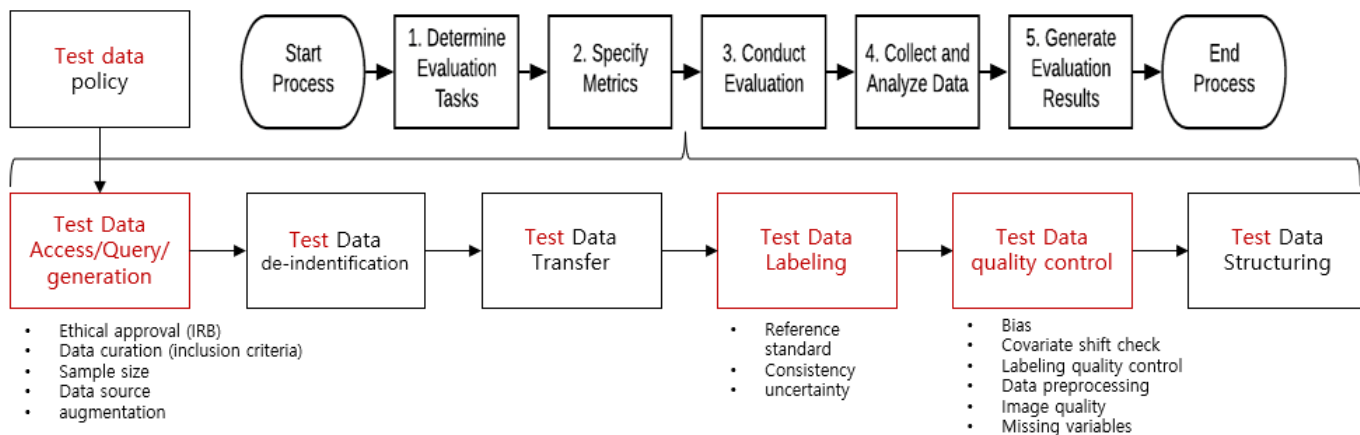 Test data
policy
Start
Process
1. Determine
Evaluation
Tasks
2. Specify
Metrics
3. Conduct
Evaluation
4. Collect and
Analyze Data
5. Generate
Evaluation
Results
End
Process
Test Data
Access/Query/
generation
Test Data
de-indentification
Test Data
Transfer
Test Data
Labeling
Test Data
quality control
Test Data
Structuring
• Ethical approval (IRB)
• Data curation (inclusion criteria)
• Sample size
• Data source
• augmentation
• Reference
standard
• Consistency
• uncertainty
• Bias
• Covariate shift check
• Labeling quality control
• Data preprocessing
• Image quality
• Missing variables